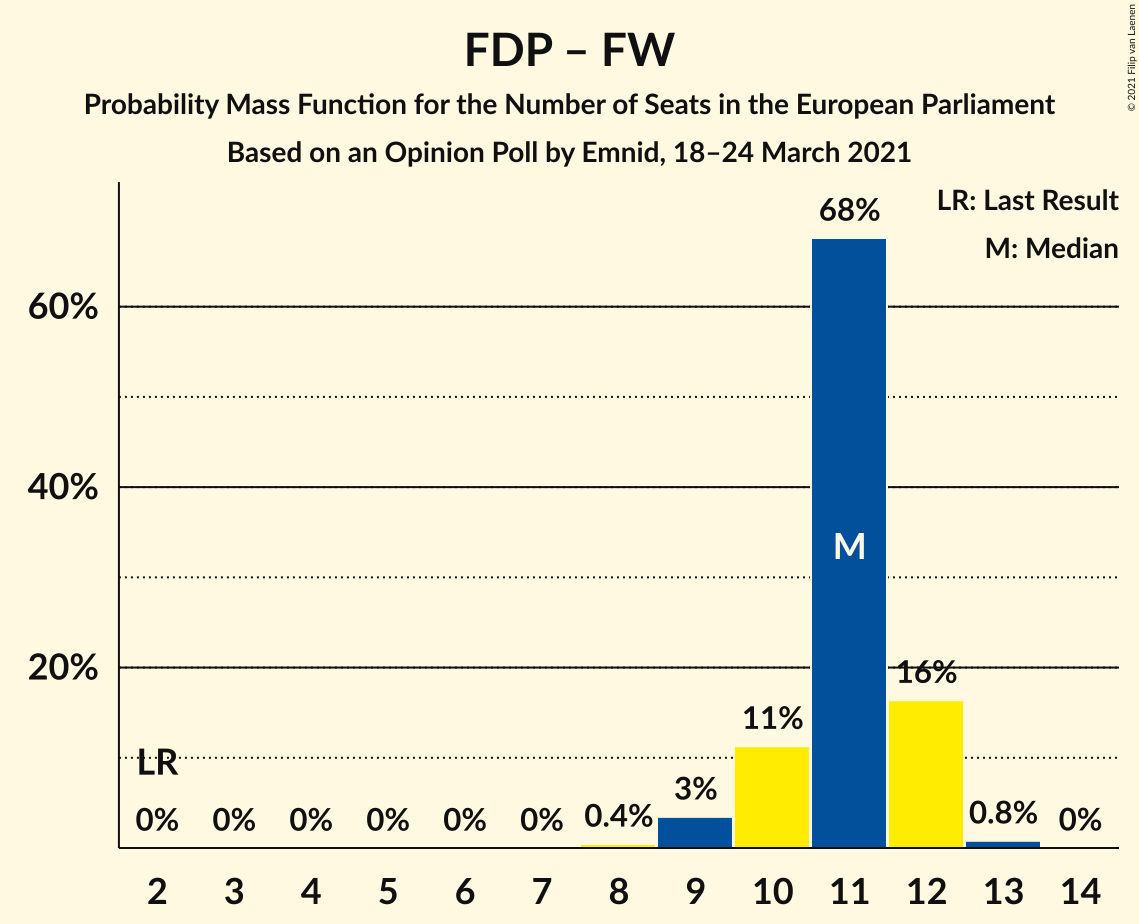 FDP – FW
Probability Mass Function for the Number of Seats in the European Parliament
Based on an Opinion Poll by Emnid, 18–24 March 2021
© 2021 Filip van Laenen
LR: Last Result
M: Median
68%
60%
40%
M
20%
16%
11%
LR
3%
0% 0% 0% 0% 0% 0% 0.4% 0.8% 0%
2 3 4 5 6 7 8 9 10 11 12 13 14